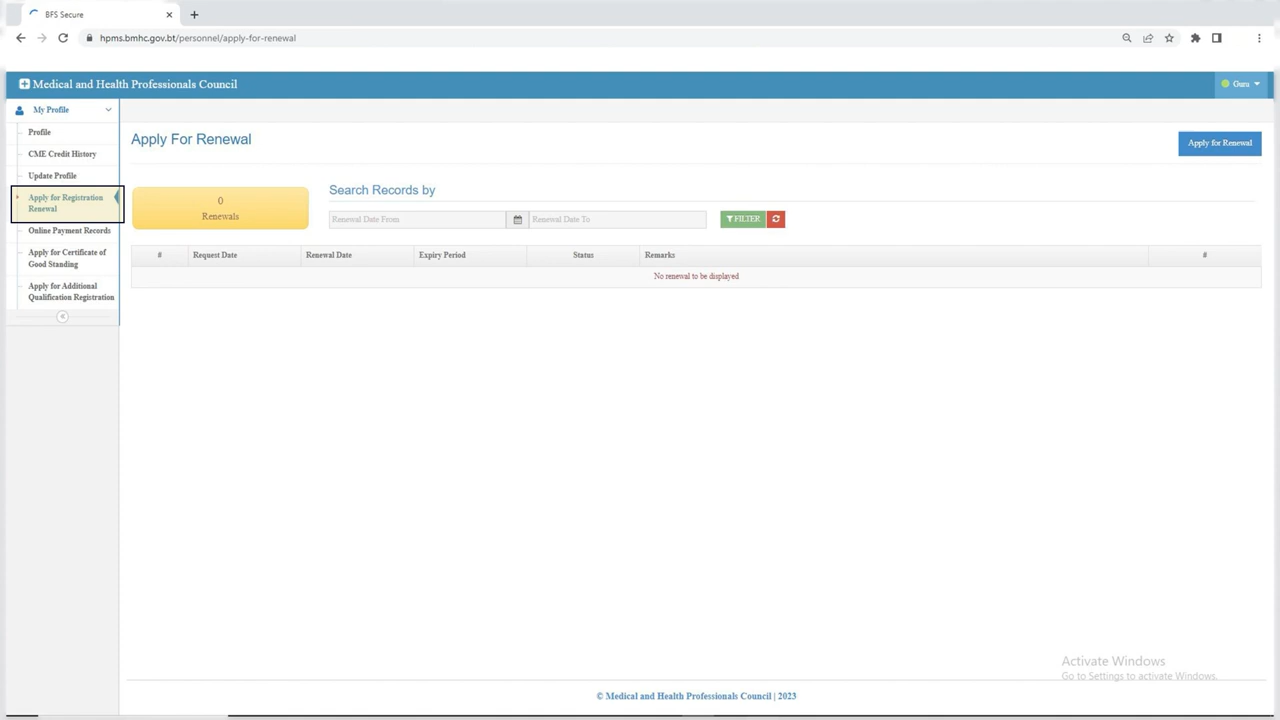 BFS Secure
hpms.bmhc.gov.bt/personnel/apply-for-renewal
Medical and Health Professionals Council
Guru
My Profile
Profile
CME Credit History
Update Profile
Apply for Registration
Renewal
Online Payment Records
Apply for Certificate of
Good Standing
Apply for Additional
Qualification Registration
Apply For Renewal
Apply for Renewal
0
Renewals
Search Records by
Renewal Date From
Renewal Date To
FILTER
# Request Date Renewal Date Expiry Period Status Remarks #
No renewal to be displayed
Activate Windows
Go to Settings to activate Windows.
© Medical and Health Professionals Council | 2023